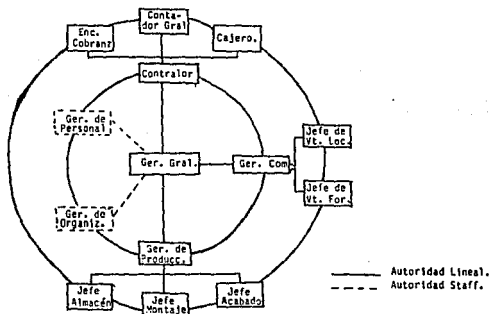 Conta-
dor Gral
Enc.
Cobranz
Cajero.
Contralor
Ger. de
Personal
Jefe de
Vt. Loc.
Ger. Gral.
Ger. Com
Jefe de
Vt. For.
Ger. de
Organiz.
Ger. de
Producc.
Jefe
Almacén
Jefe
Montaje
Jefe
Acabado
Autoridad Lineal.
Autoridad Staff.